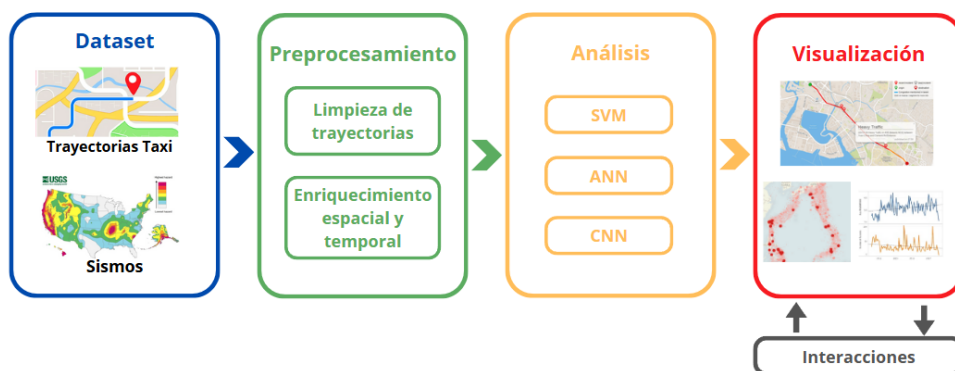 Dataset
Trayectorias Taxi
USGS
Sismos
Preprocesamiento
Limpieza de
trayectorias
Enriquecimiento
espacial y
temporal
Análisis
SVM
ANN
CNN
Visualización
Heavy Traffic
Interacciones